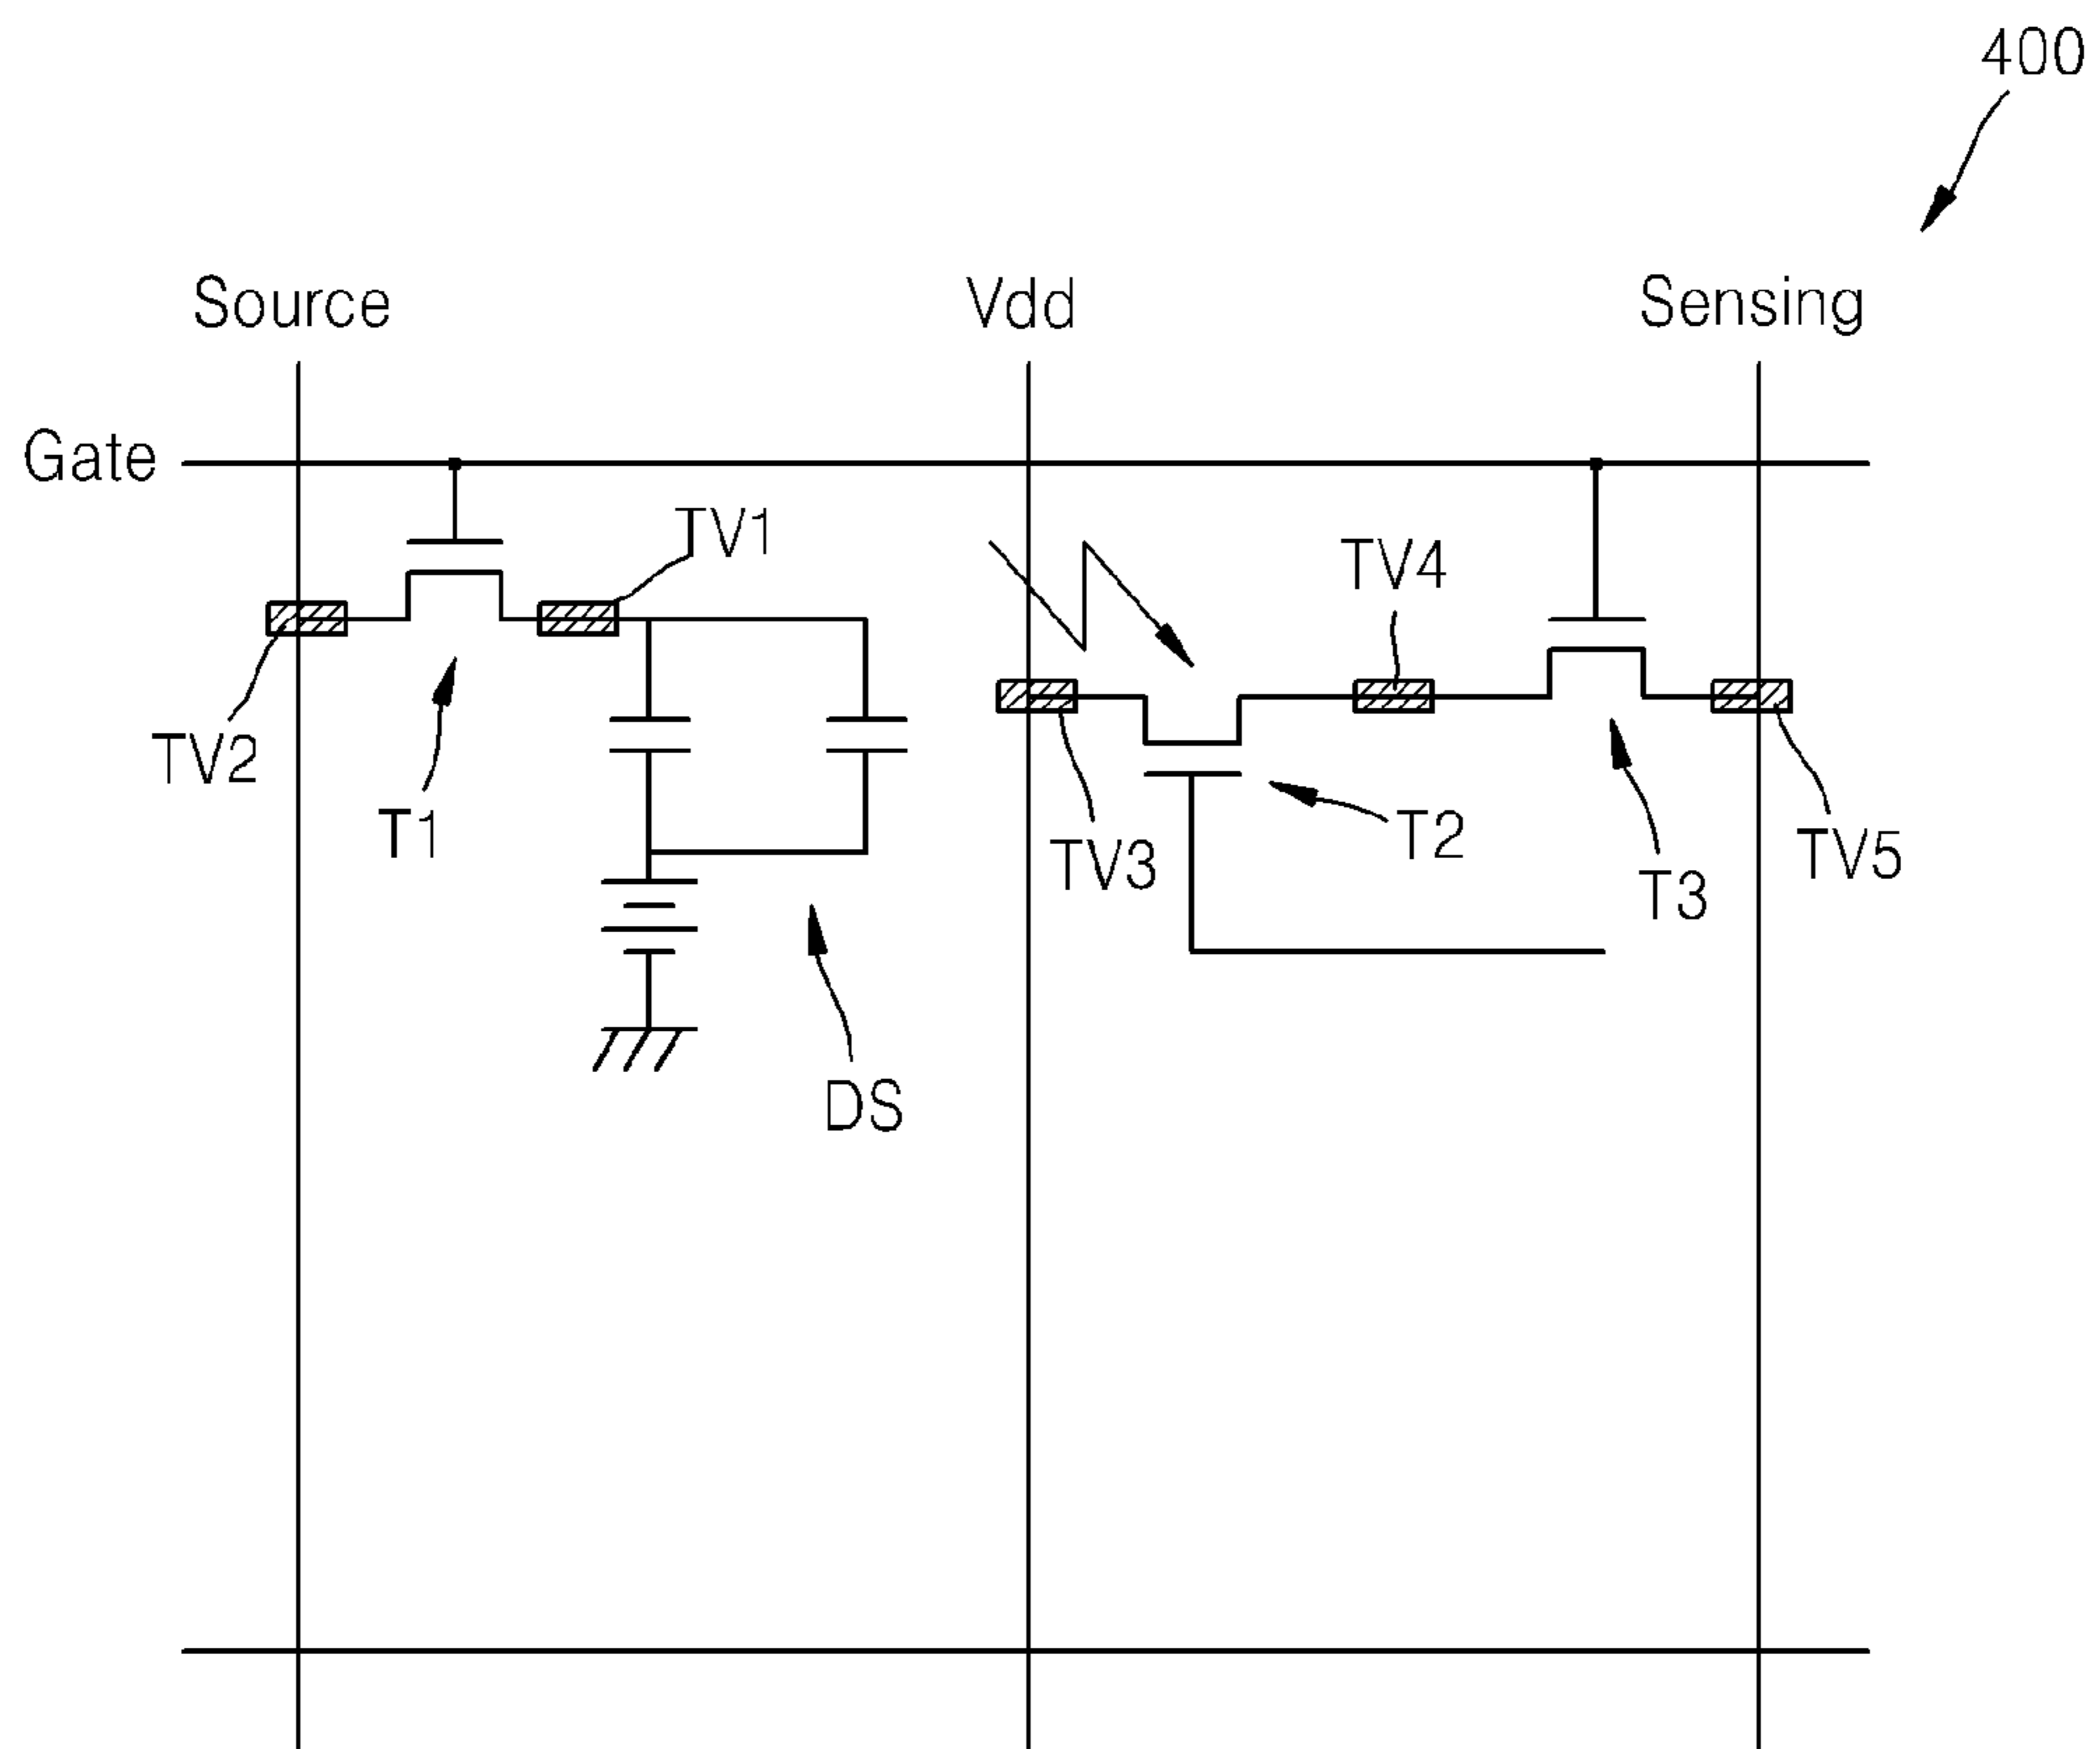 400
Source
Vdd
Sensing
Gate
TV1
TV4
TV2
T1
TV3
T2
T3
TV5
DS